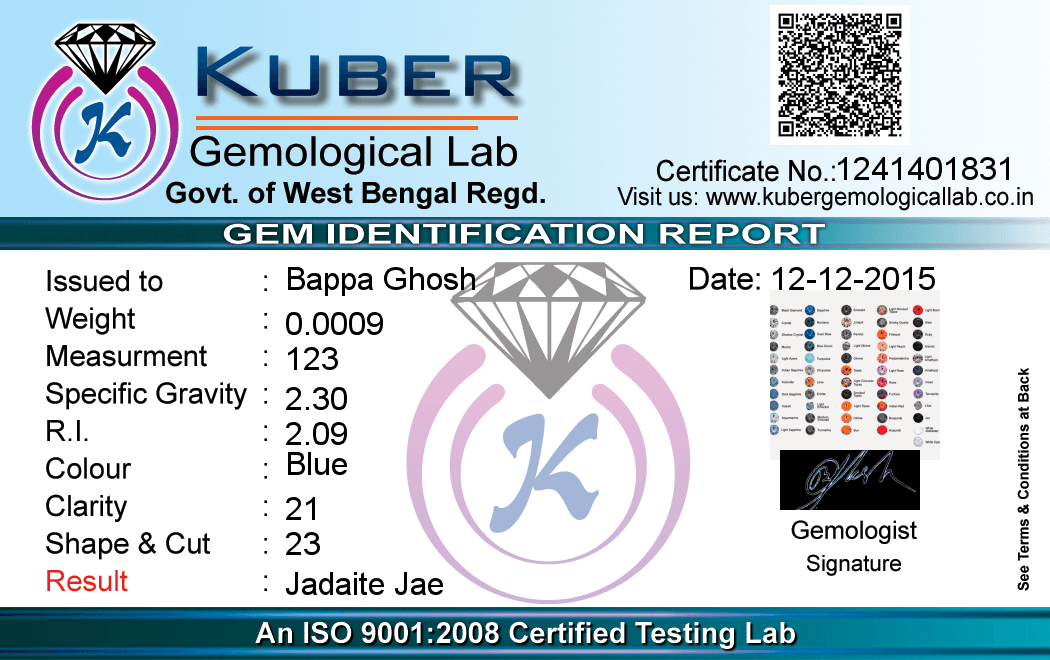 KUBER
Gemological Lab
Govt. of West Bengal Regd.
K
Certificate No.:1241401831
Visit us: www.kubergemologicallab.co.in
GEM IDENTIFICATION REPORT
Issued to : Bappa Ghosh
Weight : 0.0009
Measurment : 123
Specific Gravity : 2.30
R.I. : 2.09
Colour : Blue
Clarity : 21
Shape & Cut : 23
Result : Jadaite Jae
K
Date: 12-12-2015
Gemologist
Signature
See Terms & Conditions at Back
An ISO 9001:2008 Certified Testing Lab